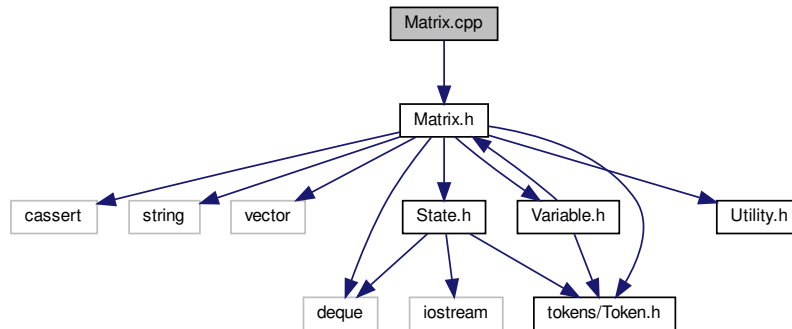 Matrix.cpp
Matrix.h
cassert
string
vector
State.h
Variable.h
Utility.h
deque
iostream
tokens/Token.h